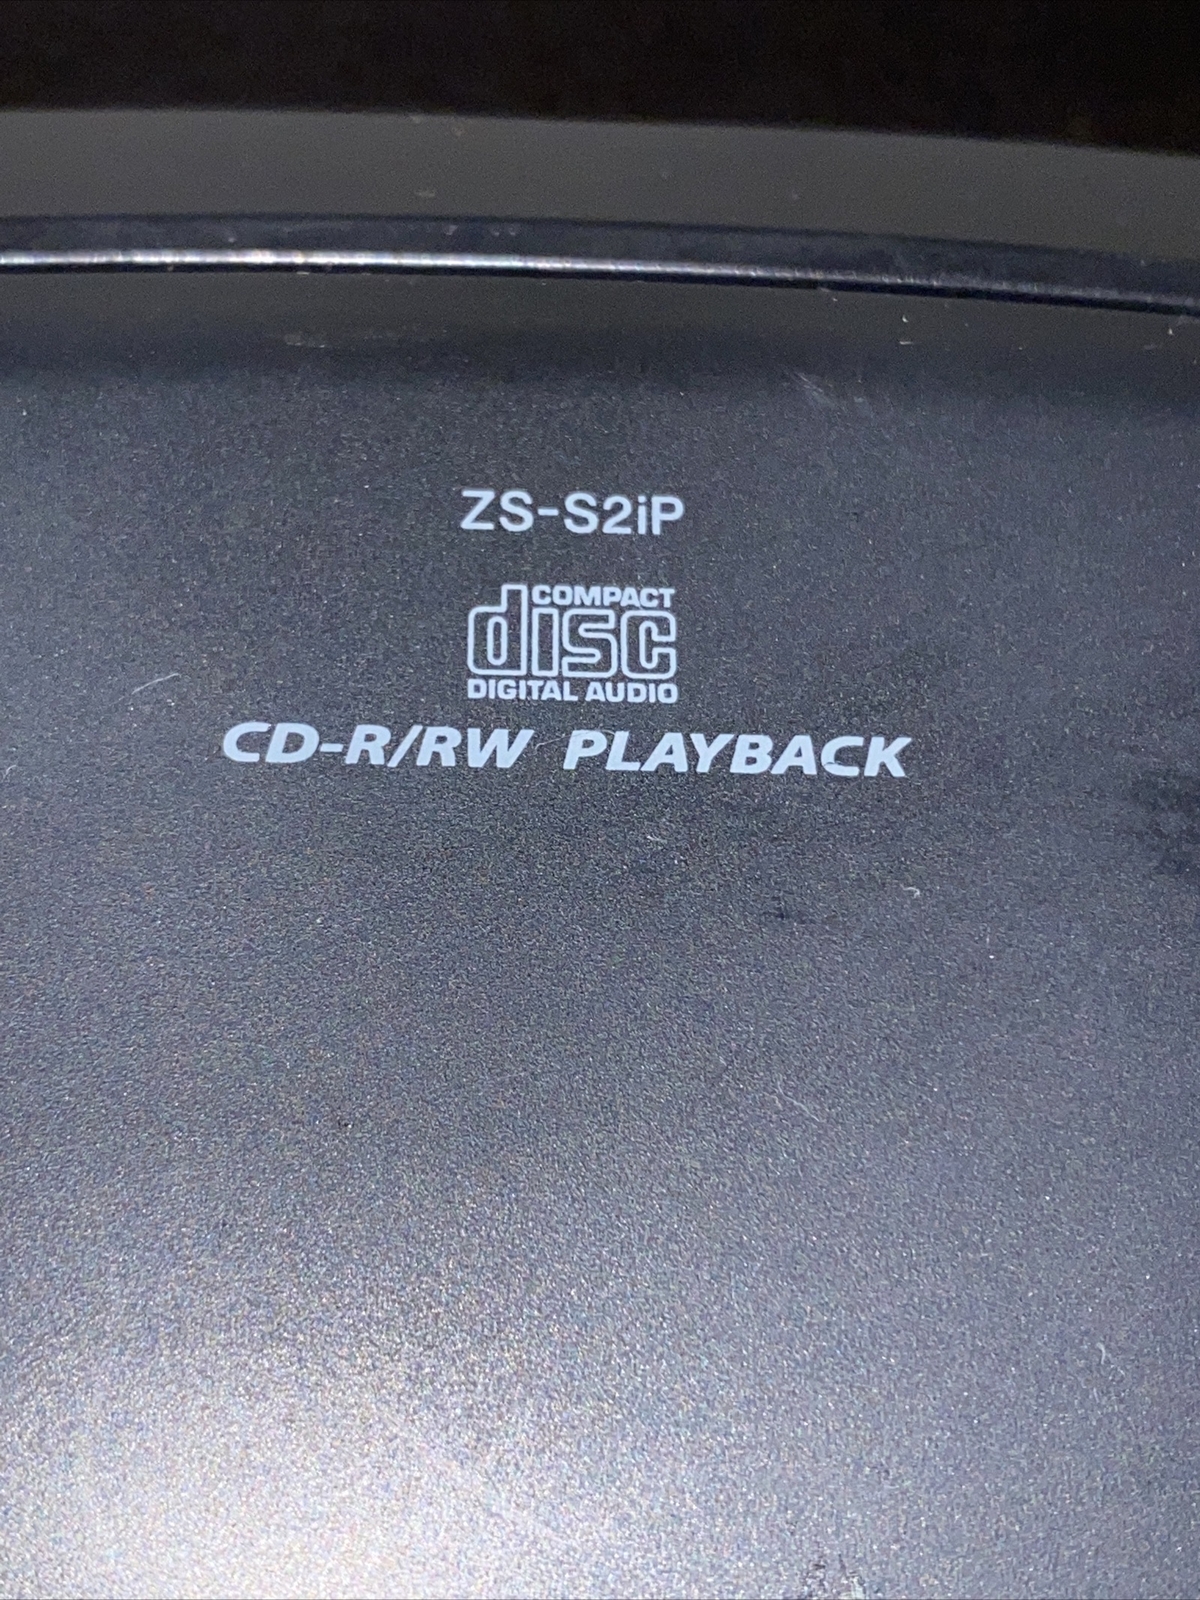 ZS-S2iP
COMPACT
disc
DIGITAL AUDIO
CD-R/RW PLAYBACK